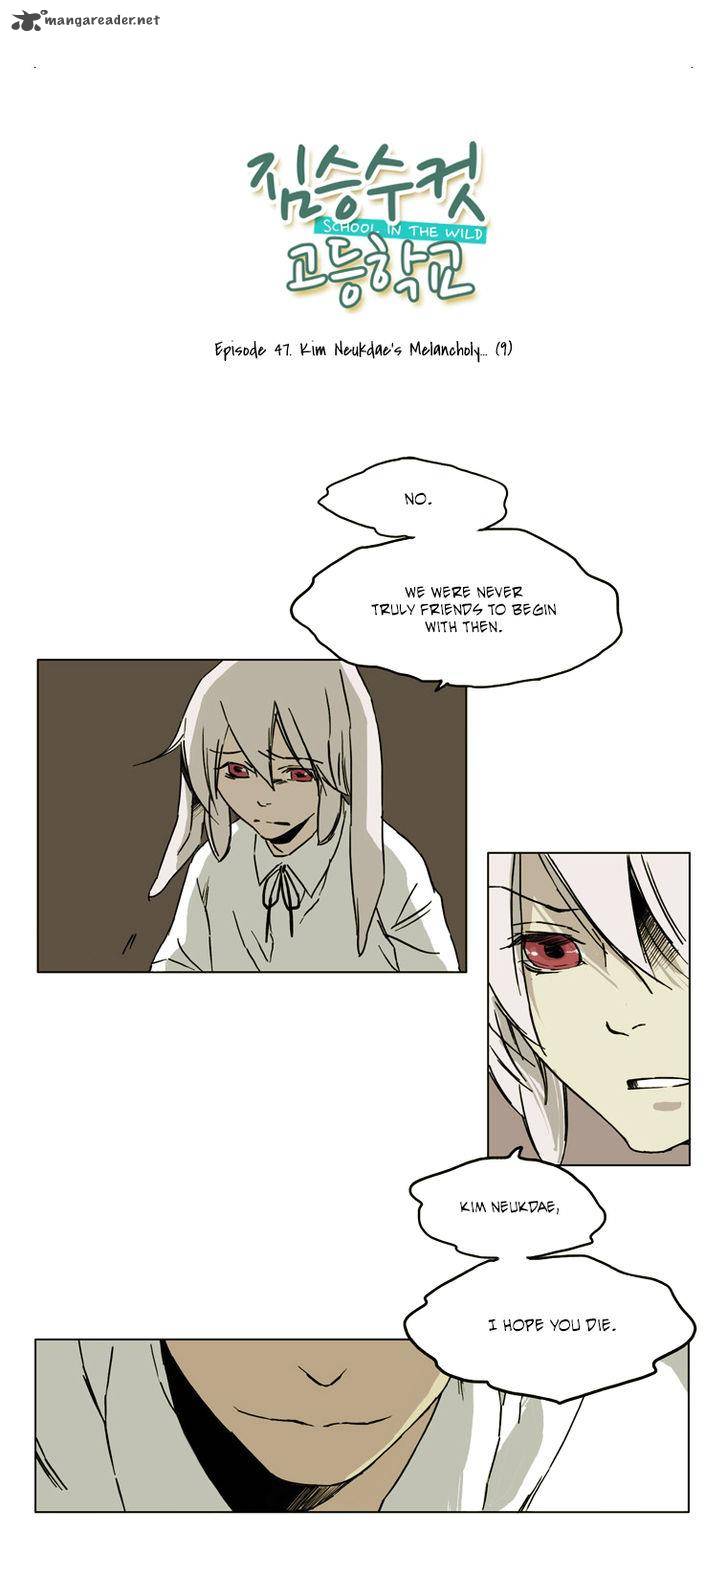 mangareader.net
짐승수컷
SCHOOL IN THE WILD
고등학교
Episode 47. Kim Neukdae's Melancholy... (9)
NO.
WE WERE NEVER
TRULY FRIENDS TO BEGIN
WITH THEN.
KIM NEUKDAE,
I HOPE YOU DIE.